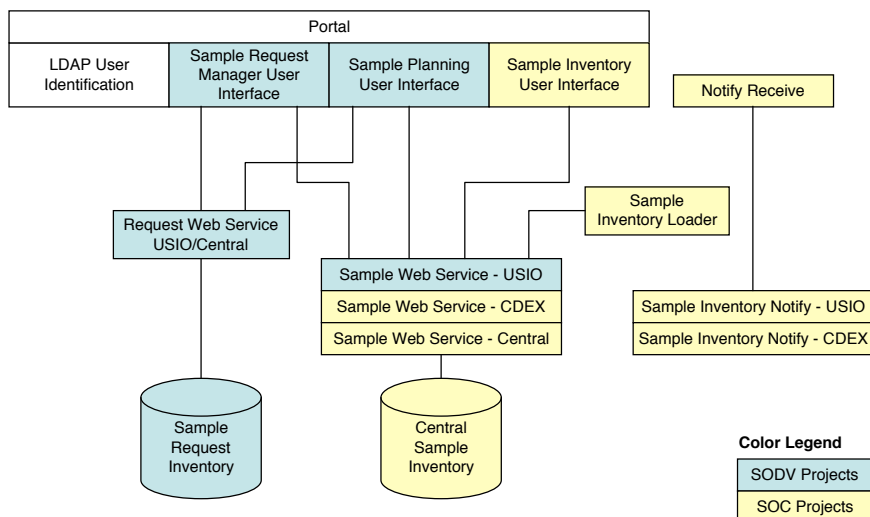 Portal
LDAP User
Identification
Sample Request
Manager User
Interface
Sample Planning
User Interface
Sample Inventory
User Interface
Notify Receive
Sample
Inventory Loader
Request Web Service
USIO/Central
Sample Web Service - USIO
Sample Web Service - CDEX
Sample Web Service - Central
Sample Inventory Notify - USIO
Sample Inventory Notify - CDEX
Sample
Request
Inventory
Central
Sample
Inventory
Color Legend
SODV Projects
SOC Projects